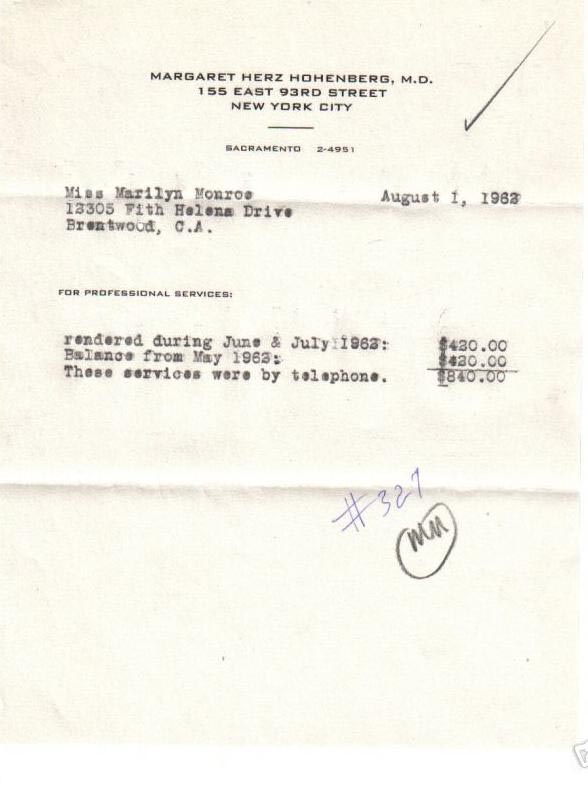 MARGARET HERZ HOHENBERG, M.D.
155 EAST 93RD STREET
NEW YORK CITY
SACRAMENTO 2-4951
Miss Marilyn Monroe August 1, 1962
12305 Fith Helena Drive
Brentwood, C.A.
FOR PROFESSIONAL SERVICES:
rendered during June & July 1962: $420.00
Balance from May 1962: $420.00
These services were by telephone. $840.00
#327
MM